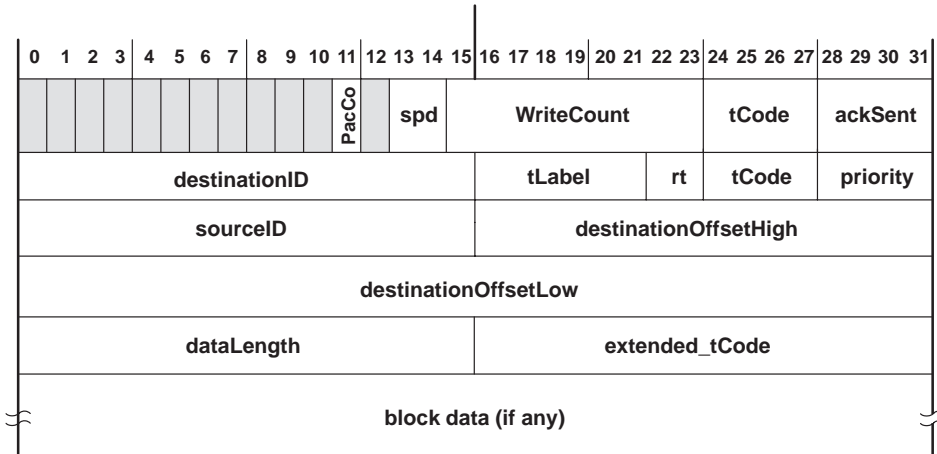 0 1 2 3 4 5 6 7 8 9 10 11 12 13 14 15 16 17 18 19 20 21 22 23 24 25 26 27 28 29 30 31
PacCo spd WriteCount tCode ackSent
destinationID tLabel rt tCode priority
sourceID destinationOffsetHigh
destinationOffsetLow
dataLength extended_tCode
block data (if any)